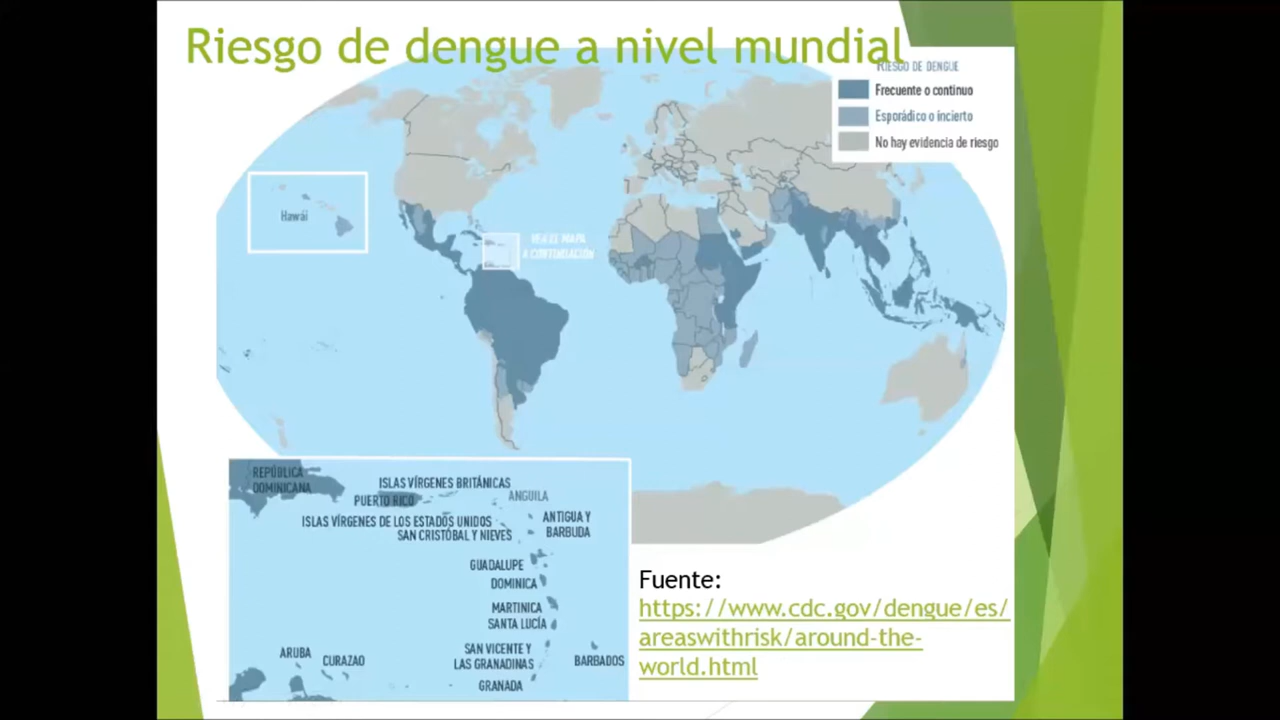 Riesgo de dengue a nivel mundial
RIESGO DE DENGUE
Frecuente o continuo
Esporádico o incierto
No hay evidencia de riesgo
Hawái
VEA EL MAPA
A CONTINUACIÓN
REPÚBLICA
DOMINICANA
ISLAS VÍRGENES BRITÁNICAS
PUERTO RICO
ANGUILA
ISLAS VÍRGENES DE LOS ESTADOS UNIDOS
SAN CRISTÓBAL Y NIEVES
ANTIGUA Y
BARBUDA
GUADALUPE
DOMINICA
MARTINICA
SANTA LUCÍA
SAN VICENTE Y
LAS GRANADINAS
BARBADOS
ARUBA
CURAZAO
GRANADA
Fuente:
https://www.cdc.gov/dengue/es/
areaswithrisk/around-the-
world.html